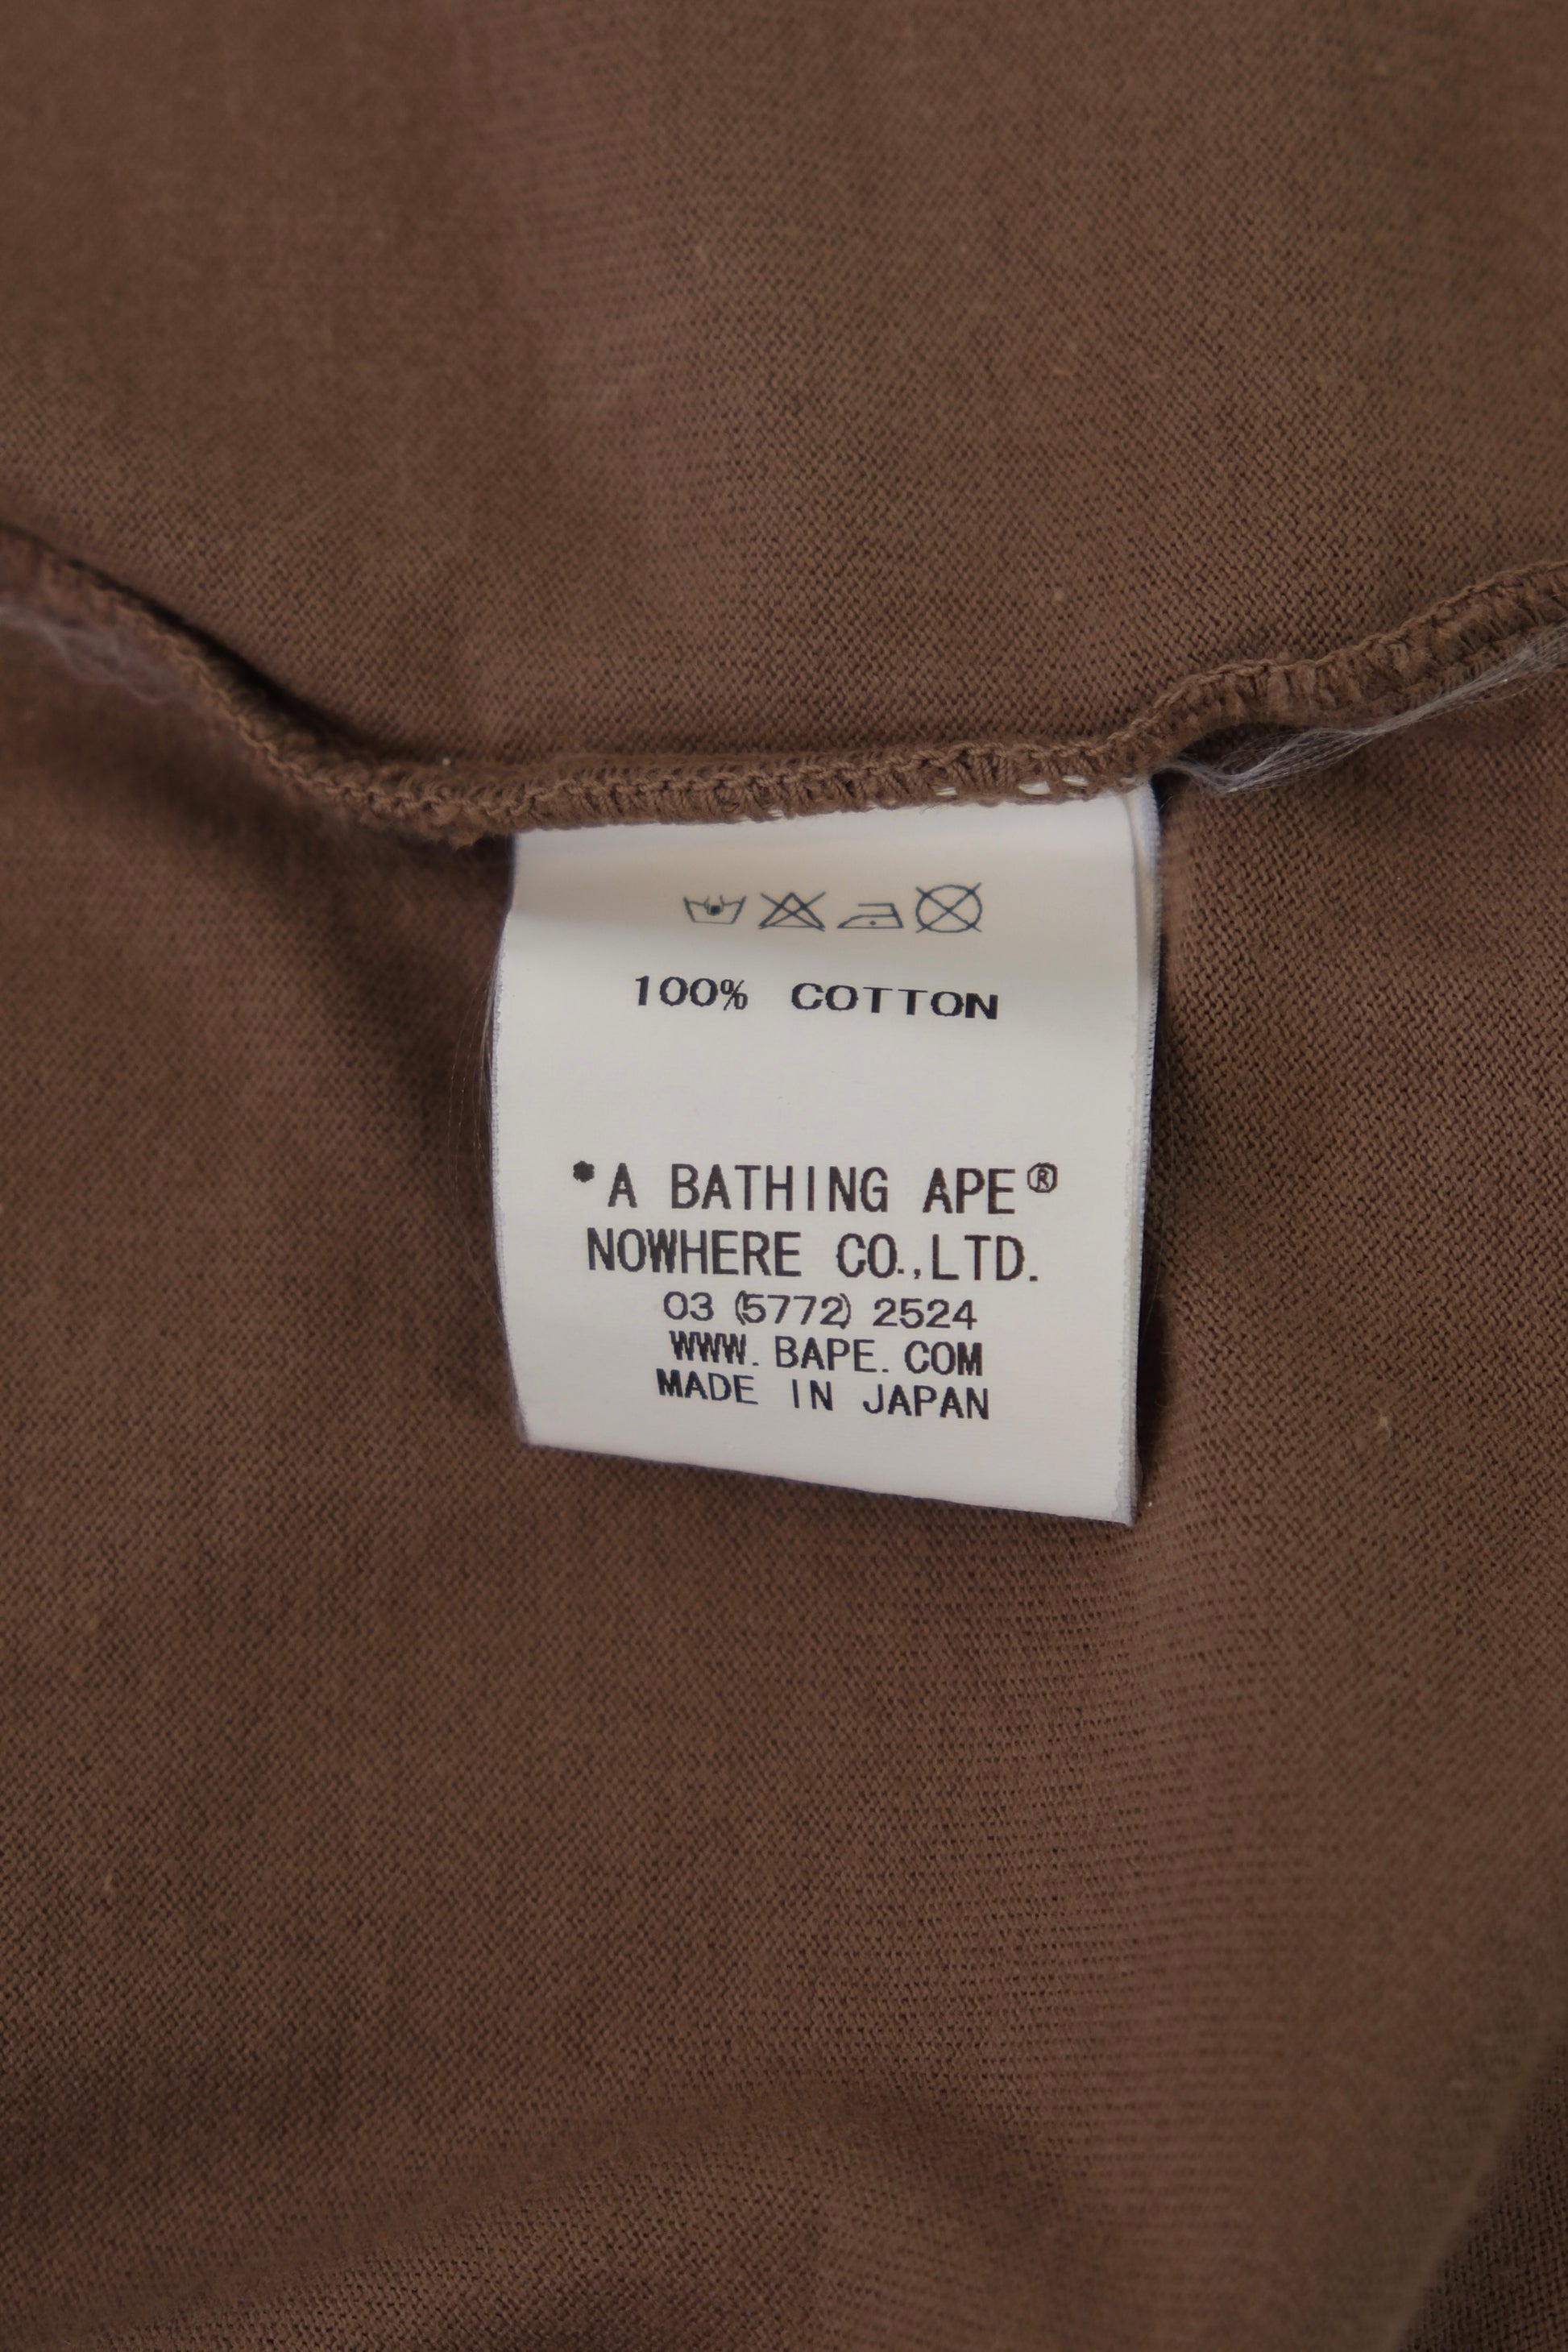 100% COTTON
*A BATHING APE®
NOWHERE CO.,LTD.
03 (5772) 2524
WWW. BAPE. COM
MADE IN JAPAN